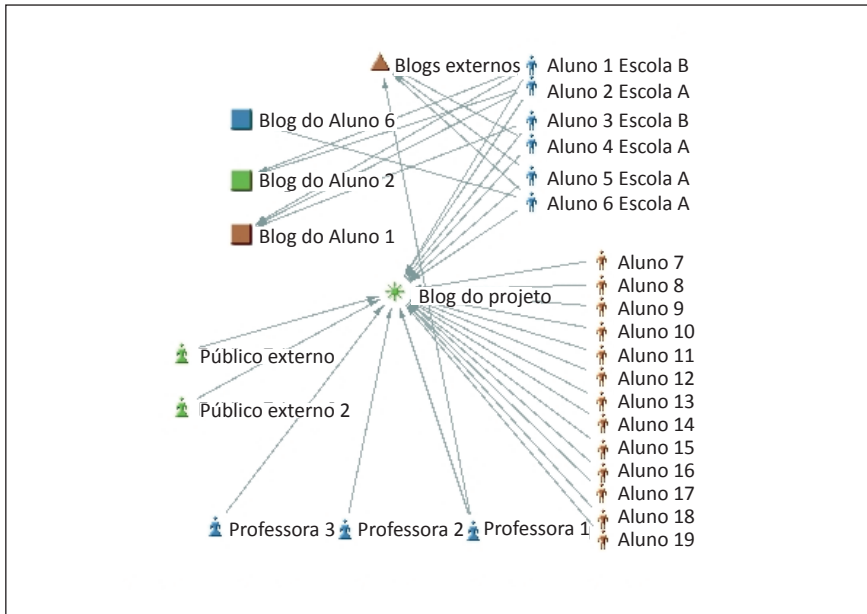 Blogs externos
Aluno 1 Escola B
Aluno 2 Escola A
Blog do Aluno 6
Aluno 3 Escola B
Aluno 4 Escola A
Blog do Aluno 2
Aluno 5 Escola A
Aluno 6 Escola A
Blog do Aluno 1
Aluno 7
Aluno 8
Blog do projeto
Aluno 9
Aluno 10
Público externo
Aluno 11
Aluno 12
Aluno 13
Público externo 2
Aluno 14
Aluno 15
Aluno 16
Aluno 17
Aluno 18
Professora 3
Professora 2
Professora 1
Aluno 19